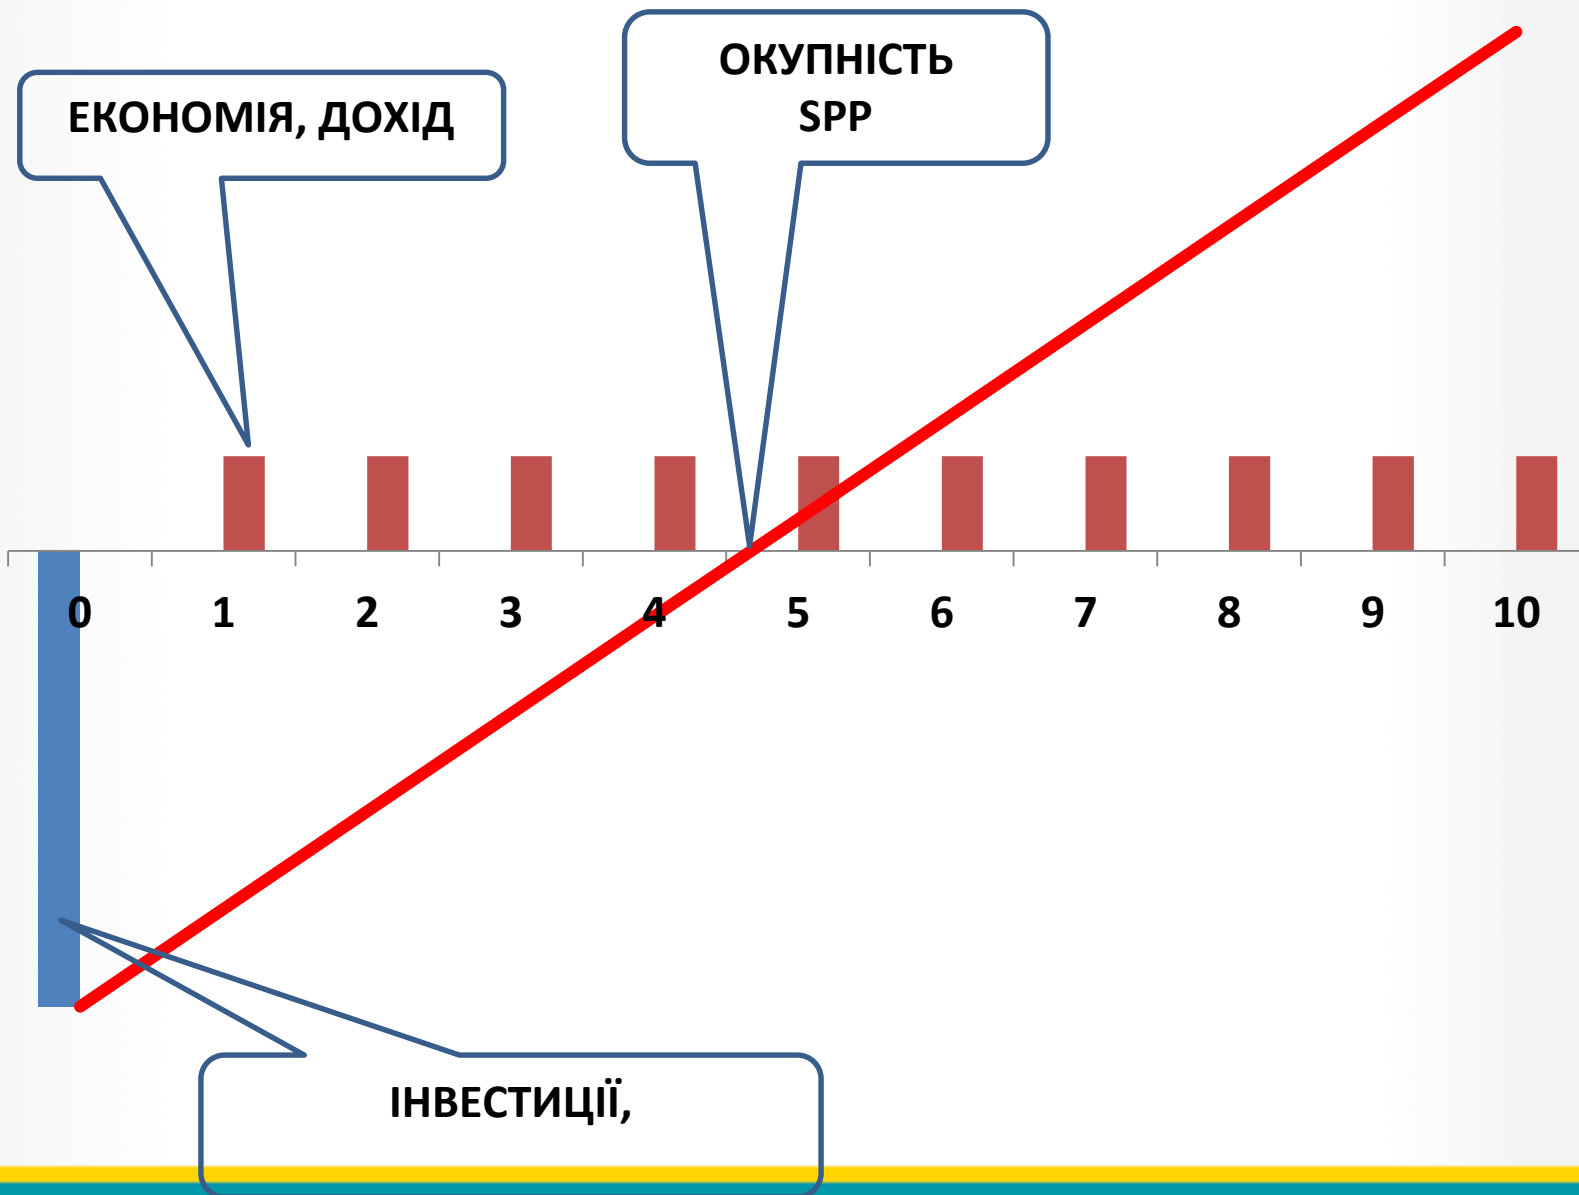 ОКУПНІСТЬ
SPP
ЕКОНОМІЯ, ДОХІД
0 1 2 3 4 5 6 7 8 9 10
ІНВЕСТИЦІЇ,